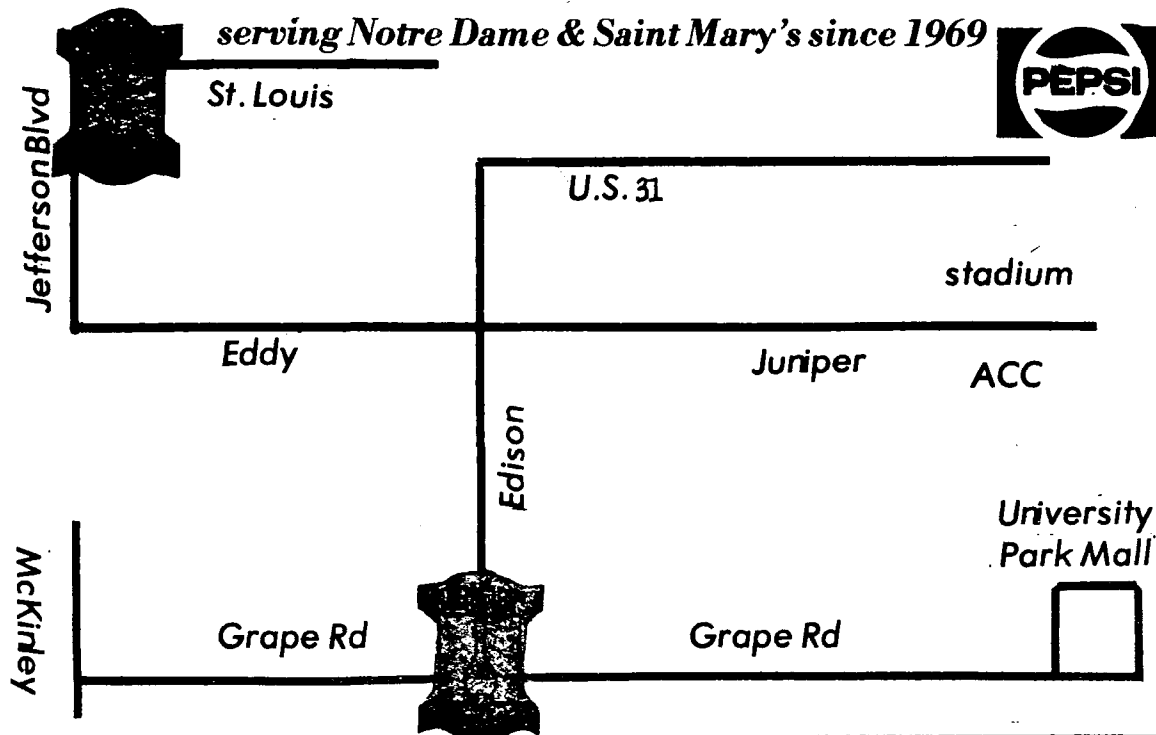 serving Notre Dame & Saint Mary's since 1969
PEPSI
St. Louis
Jefferson Blvd
U.S. 31
stadium
Eddy
Juniper
ACC
Edison
University
Park Mall
McKinley
Grape Rd
Grape Rd